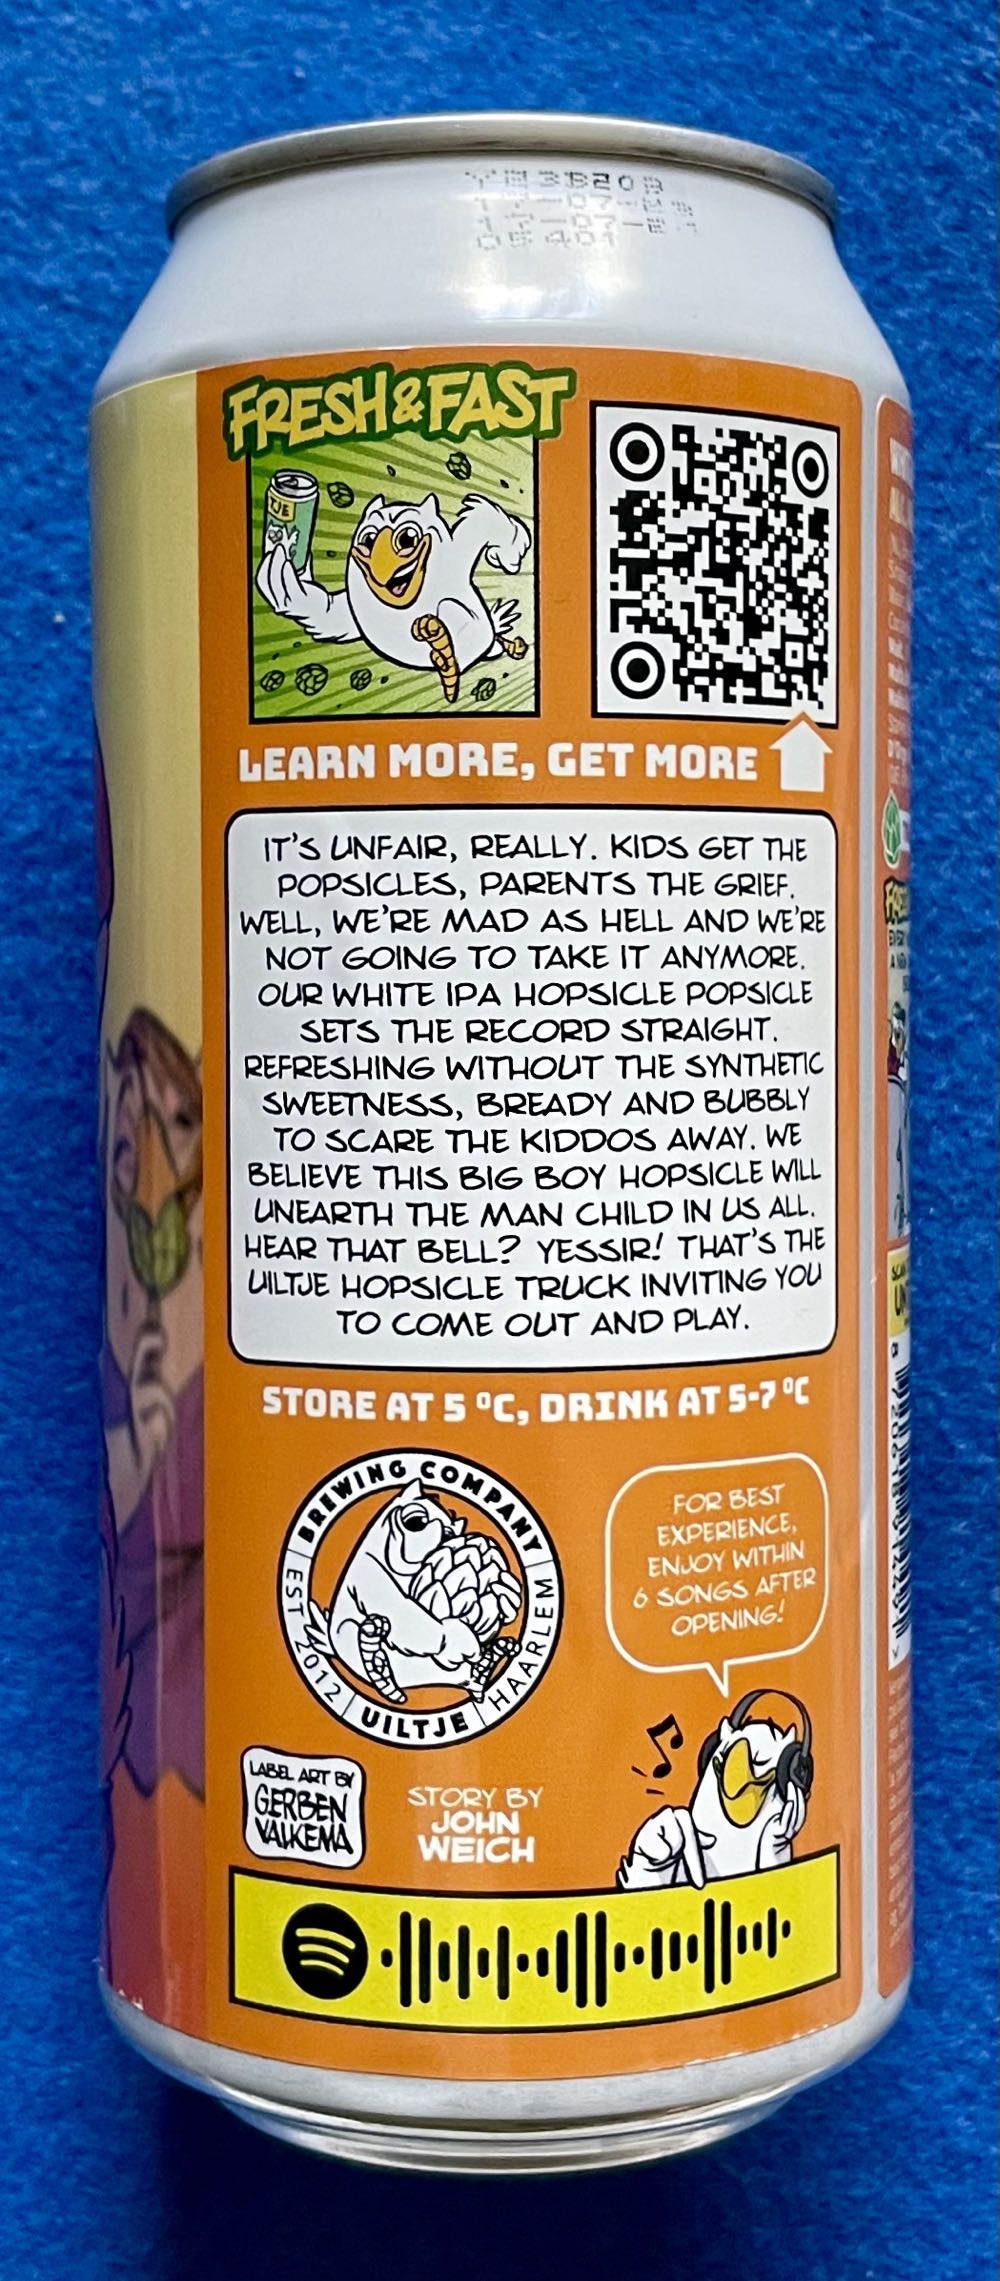 FRESH & FAST
TJE
LEARN MORE, GET MORE
IT'S UNFAIR, REALLY. KIDS GET THE
POPSICLES, PARENTS THE GRIEF.
WELL, WE'RE MAD AS HELL AND WE'RE
NOT GOING TO TAKE IT ANYMORE.
OUR WHITE IPA HOPSICLE POPSICLE
SETS THE RECORD STRAIGHT.
REFRESHING WITHOUT THE SYNTHETIC
SWEETNESS, BREADY AND BUBBLY
TO SCARE THE KIDDOS AWAY. WE
BELIEVE THIS BIG BOY HOPSICLE WILL
UNEARTH THE MAN CHILD IN US ALL.
HEAR THAT BELL? YESSIR! THAT'S THE
UILTJE HOPSICLE TRUCK INVITING YOU
TO COME OUT AND PLAY.
STORE AT 5 °C, DRINK AT 5-7 °C
BREWING COMPANY
EST 2012
UILTJE
HAARLEM
FOR BEST
EXPERIENCE,
ENJOY WITHIN
6 SONGS AFTER
OPENING!
LABEL ART BY
GERBEN
VALKEMA
STORY BY
JOHN
WEICH